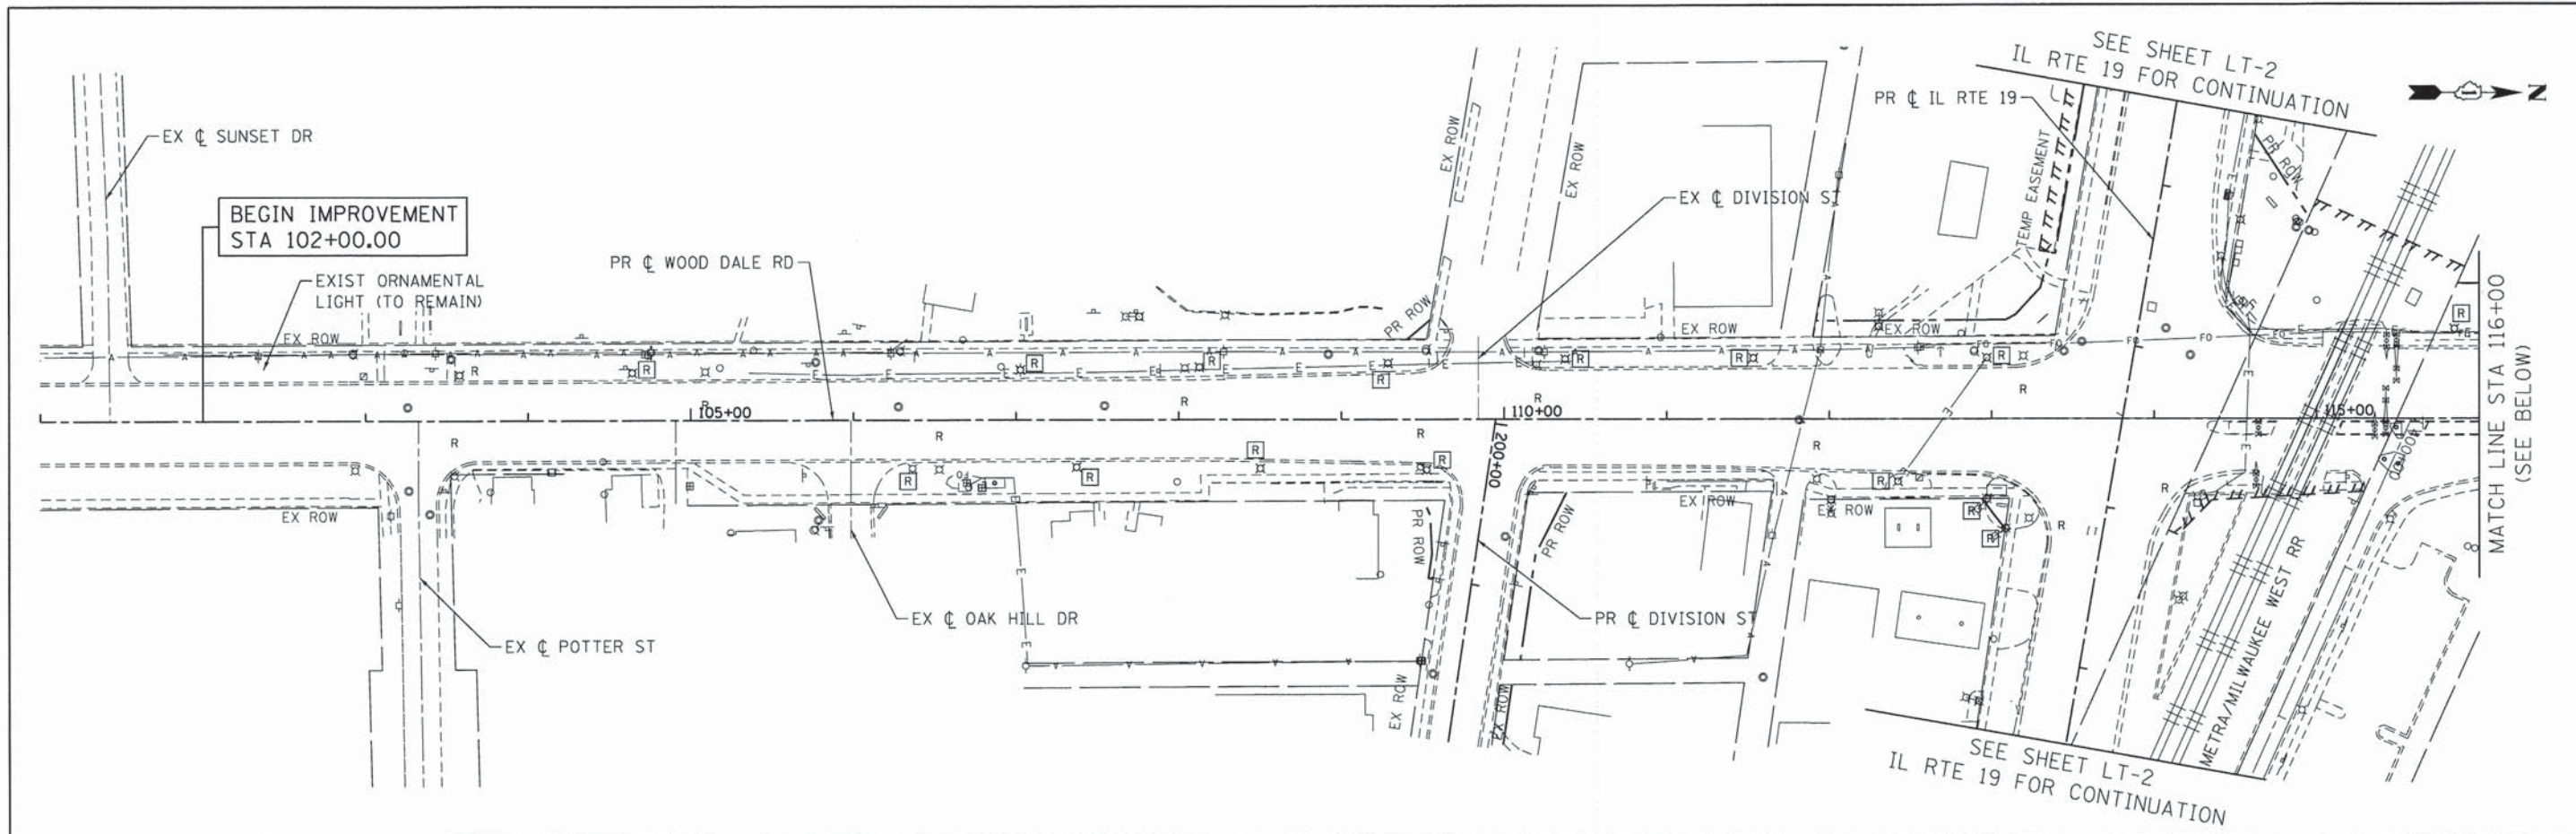 SEE SHEET LT-2
IL RTE 19 FOR CONTINUATION
PR ℄ IL RTE 19
N
EX ℄ SUNSET DR
BEGIN IMPROVEMENT
STA 102+00.00
EXIST ORNAMENTAL
LIGHT (TO REMAIN)
PR ℄ WOOD DALE RD
EX ROW
EX ROW
EX ℄ DIVISION ST
TEMP EASEMENT
PR ROW
EX ROW
PR ROW
EX ROW
EX ROW
105+00
110+00
115+00
200+00
MATCH LINE STA 116+00
(SEE BELOW)
EX ROW
EX ROW
EX ROW
PR ROW
PR ROW
EX ℄ OAK HILL DR
EX ℄ POTTER ST
PR ℄ DIVISION ST
EX ROW
EX ROW
METRA/MILWAUKEE WEST RR
SEE SHEET LT-2
IL RTE 19 FOR CONTINUATION